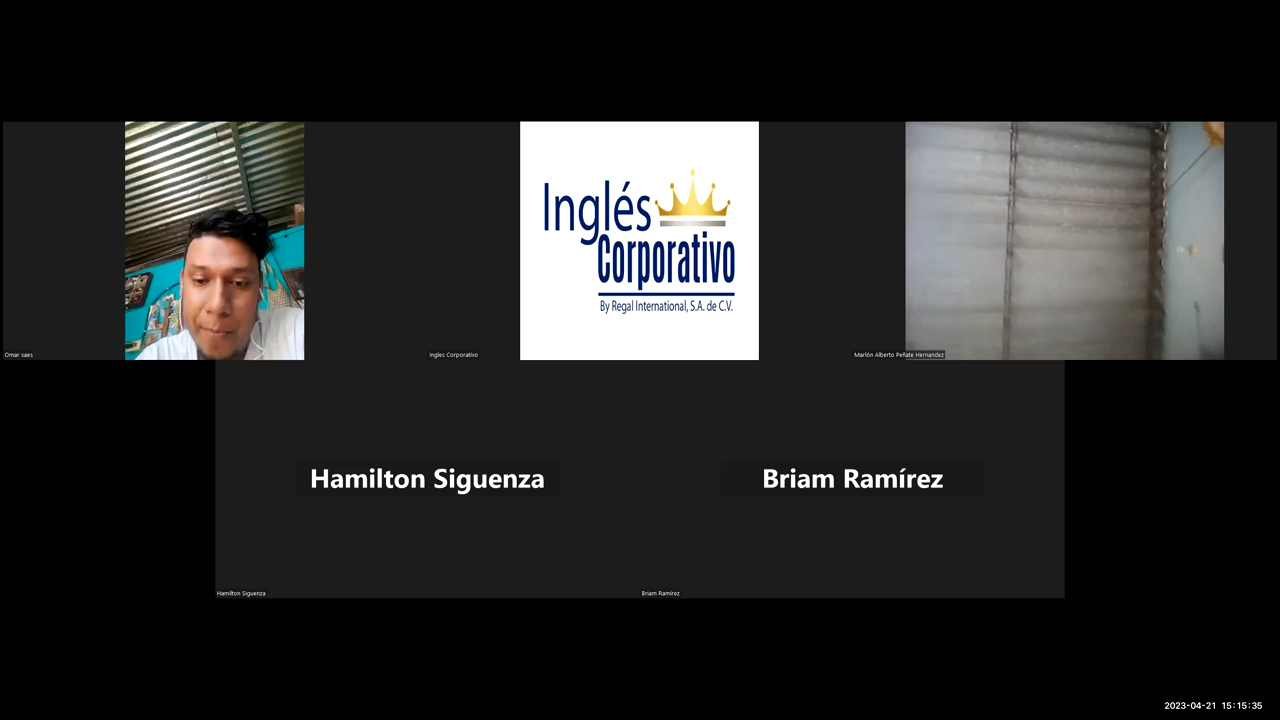 Inglés
Corporativo
By Regal International, S.A. de C.V.
Omar saes
Ingles Corporativo
Marlón Alberto Peñate Hernandez
Hamilton Siguenza
Briam Ramírez
Hamilton Siguenza
Briam Ramírez
2023-04-21 15:15:35